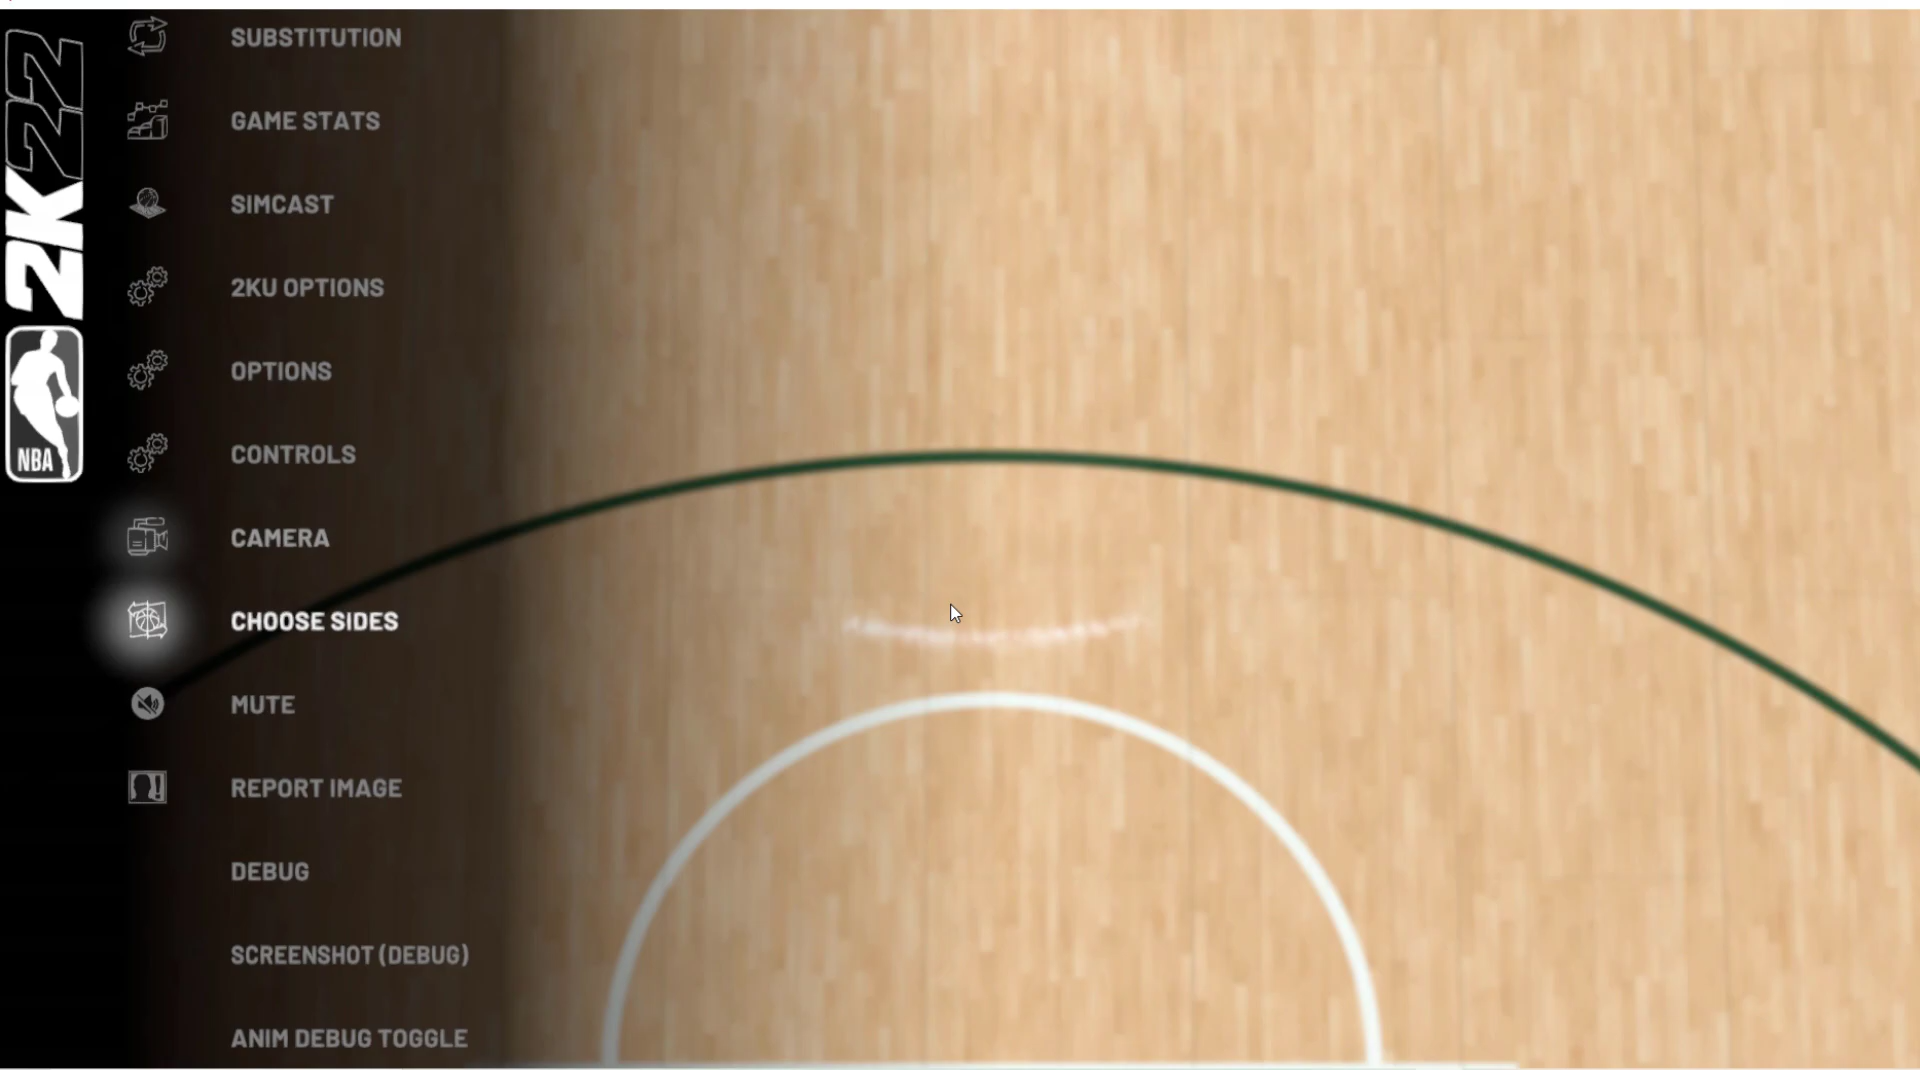 2K22
NBA
SUBSTITUTION
GAME STATS
SIMCAST
2KU OPTIONS
OPTIONS
CONTROLS
CAMERA
CHOOSE SIDES
MUTE
REPORT IMAGE
DEBUG
SCREENSHOT (DEBUG)
ANIM DEBUG TOGGLE